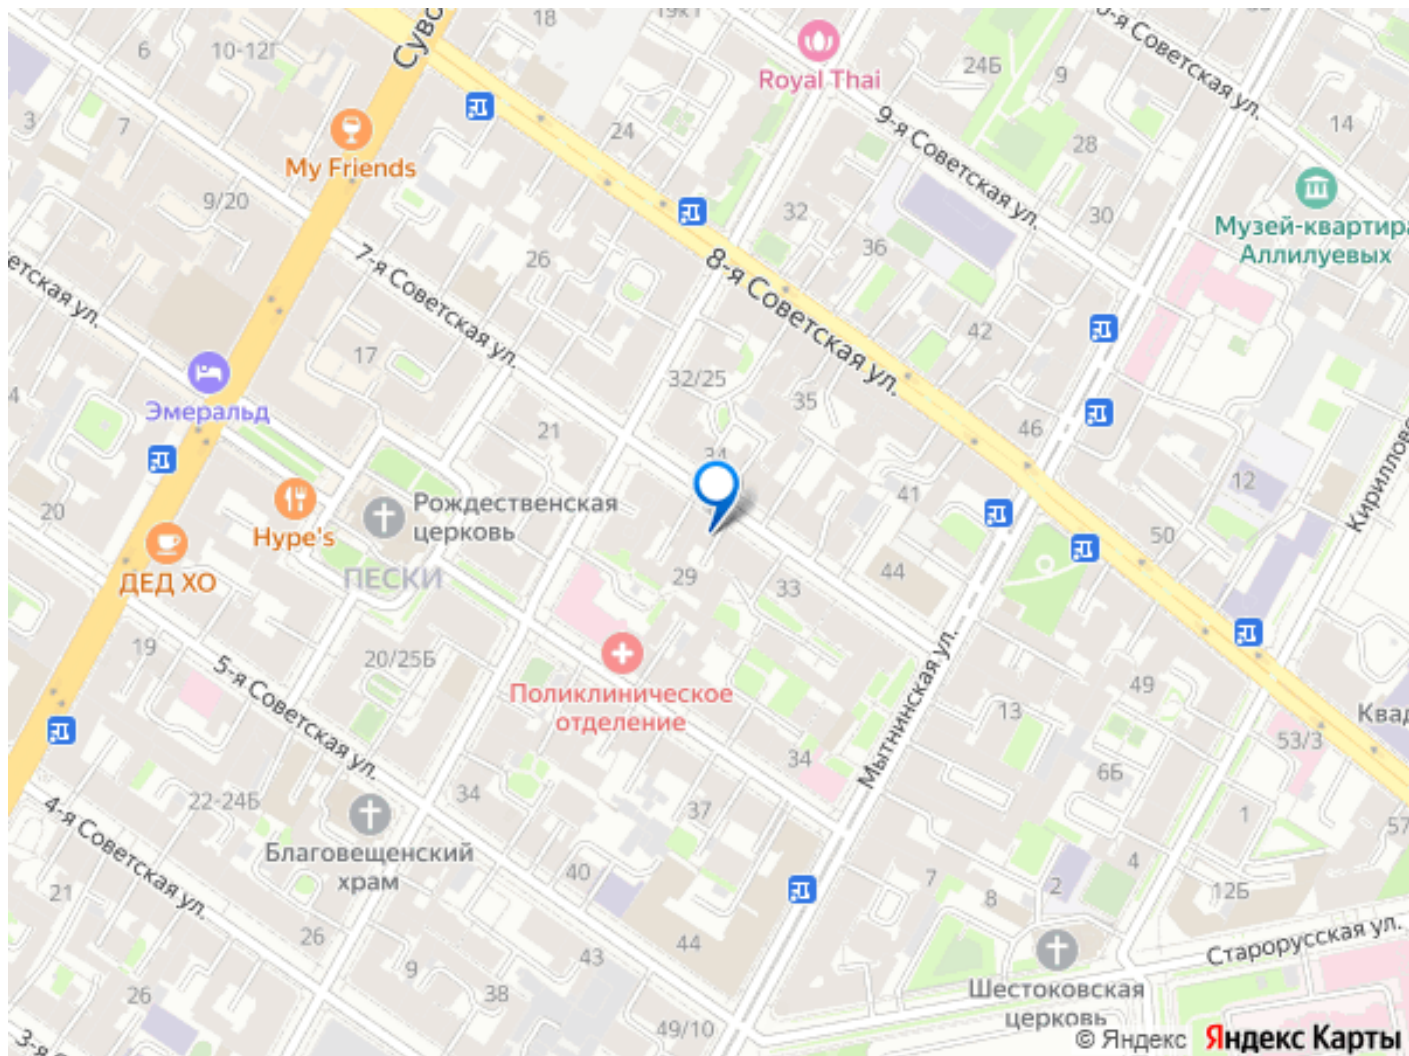 18
19к1
6
10-12Г
Суво
Royal Thai
24Б
9
-я Советская ул.
14
3
7
My Friends
24
9-я Советская ул.
28
9/20
32
30
Музей-квартира
Аллилуевых
7-я Советская ул.
26
36
8-я Советская ул.
етская ул.
17
42
32/25
35
4
Эмеральд
21
46
34
12
Кирилловс
20
Hype's
Рождественская
церковь
41
50
ДЕД ХО
ПЕСКИ
29
33
44
19
5-я Советская ул.
20/25Б
Поликлиническое
отделение
Мытнинская ул.
49
13
Квад
53/3
34
6Б
4-я Советская ул.
22-24Б
34
37
1
57
Благовещенский
храм
40
4
7
8
2
12Б
21
26
9
43
44
Старорусская ул.
26
38
Шестоковская
церковь
3-я
49/10
© Яндекс
Яндекс Карты